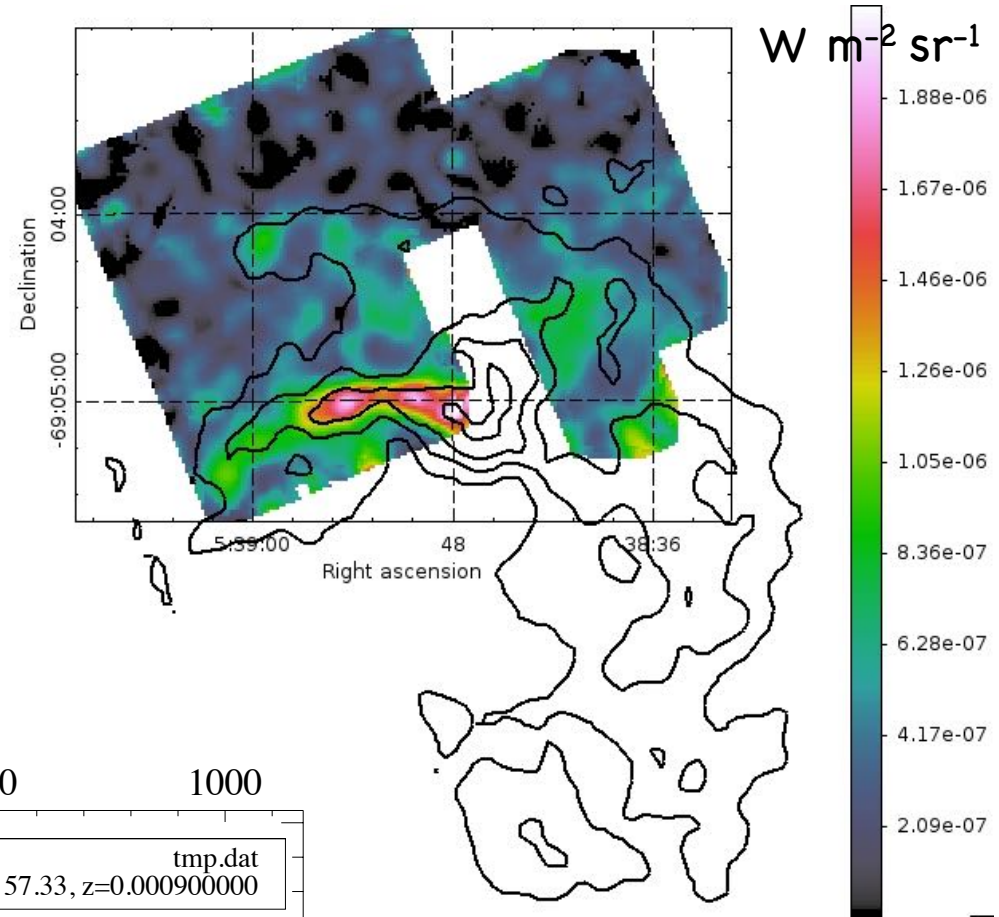 W m⁻² sr⁻¹
1.88e-06
1.67e-06
1.46e-06
1.26e-06
1.05e-06
8.36e-07
6.28e-07
4.17e-07
2.09e-07
Declination
04:00
-69:05:00
5:39:00 48 38:36
Right ascension
0 1000
tmp.dat
57.33, z=0.000900000